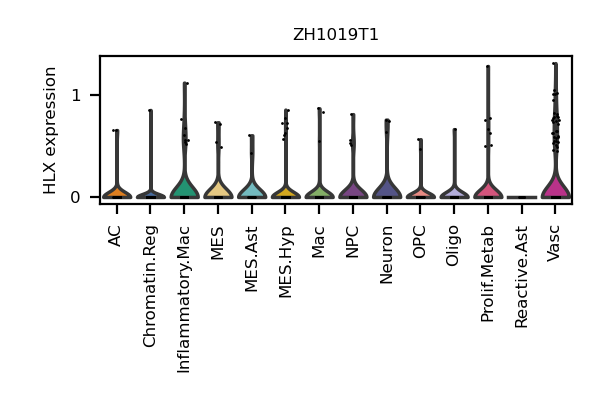 ZH1019T1
HLX expression
1
0
AC
Chromatin.Reg
Inflammatory.Mac
MES
MES.Ast
MES.Hyp
Mac
NPC
Neuron
OPC
Oligo
Prolif.Metab
Reactive.Ast
Vasc